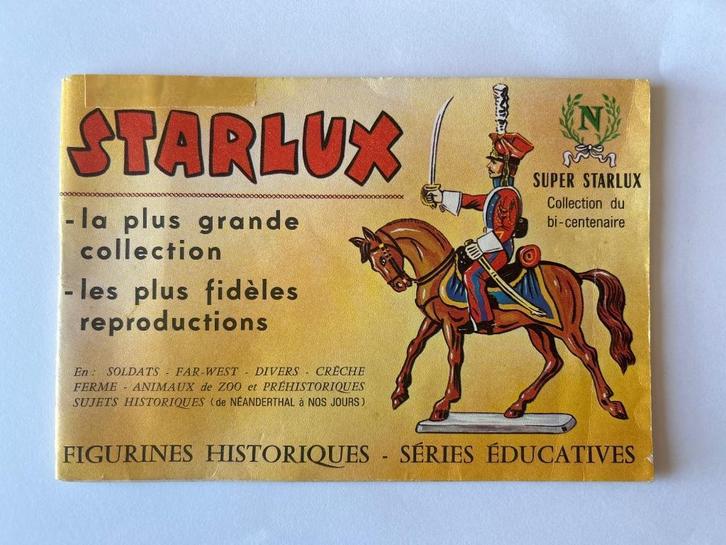 STARLUX
- la plus grande
collection
- les plus fidèles
reproductions
En : SOLDATS - FAR-WEST - DIVERS - CRÈCHE
FERME - ANIMAUX de ZOO et PRÉHISTORIQUES
SUJETS HISTORIQUES (de NÉANDERTHAL à NOS JOURS)
N
SUPER STARLUX
Collection du
bi-centenaire
FIGURINES HISTORIQUES - SÉRIES ÉDUCATIVES